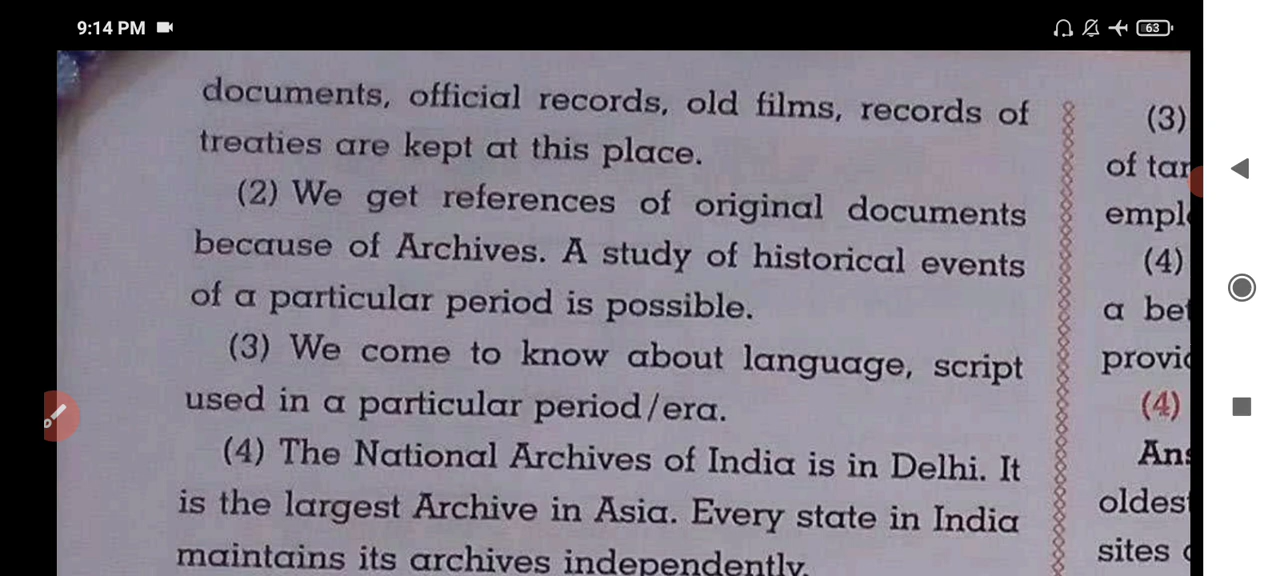 9:14 PM
63
documents, official records, old films, records of
treaties are kept at this place.
(2) We get references of original documents
because of Archives. A study of historical events
of a particular period is possible.
(3) We come to know about language, script
used in a particular period/era.
(4) The National Archives of India is in Delhi. It
is the largest Archive in Asia. Every state in India
maintains its archives independently.
(3)
of
(4)
a
(4)
sites